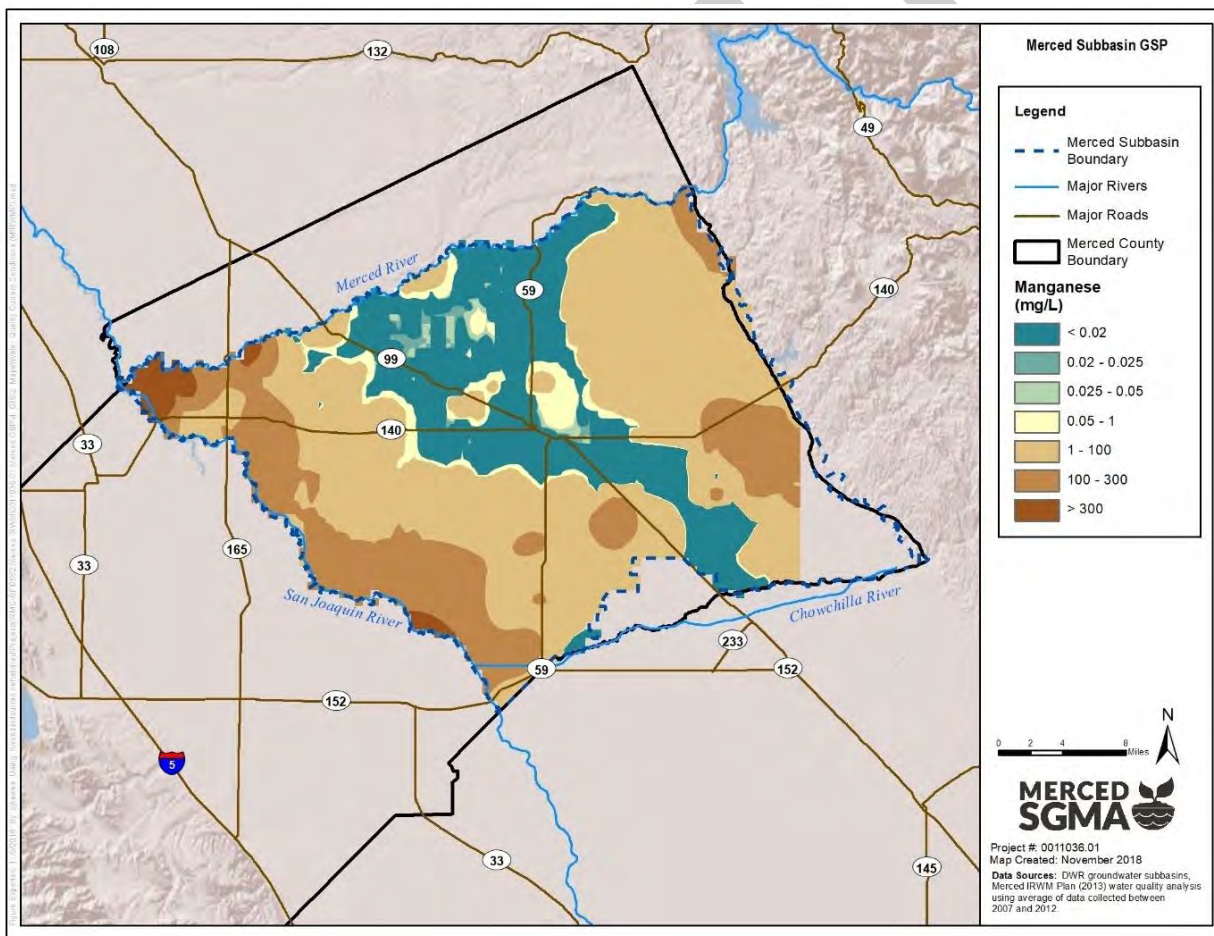 Merced Subbasin GSP
Legend
Merced Subbasin
Boundary
Major Rivers
Major Roads
Merced County
Boundary
Manganese
(mg/L)
< 0.02
0.02 - 0.025
0.025 - 0.05
0.05 - 1
1 - 100
100 - 300
> 300
108
132
49
Merced River
59
140
99
140
33
165
33
San Joaquin River
Chowchilla River
233
59
152
152
5
33
145
N
0 2 4 8
Miles
MERCED
SGMA
Project #: 0011036.01
Map Created: November 2018
Data Sources: DWR groundwater subbasins,
Merced IRWM Plan (2013) water quality analysis
using average of data collected between
2007 and 2012.